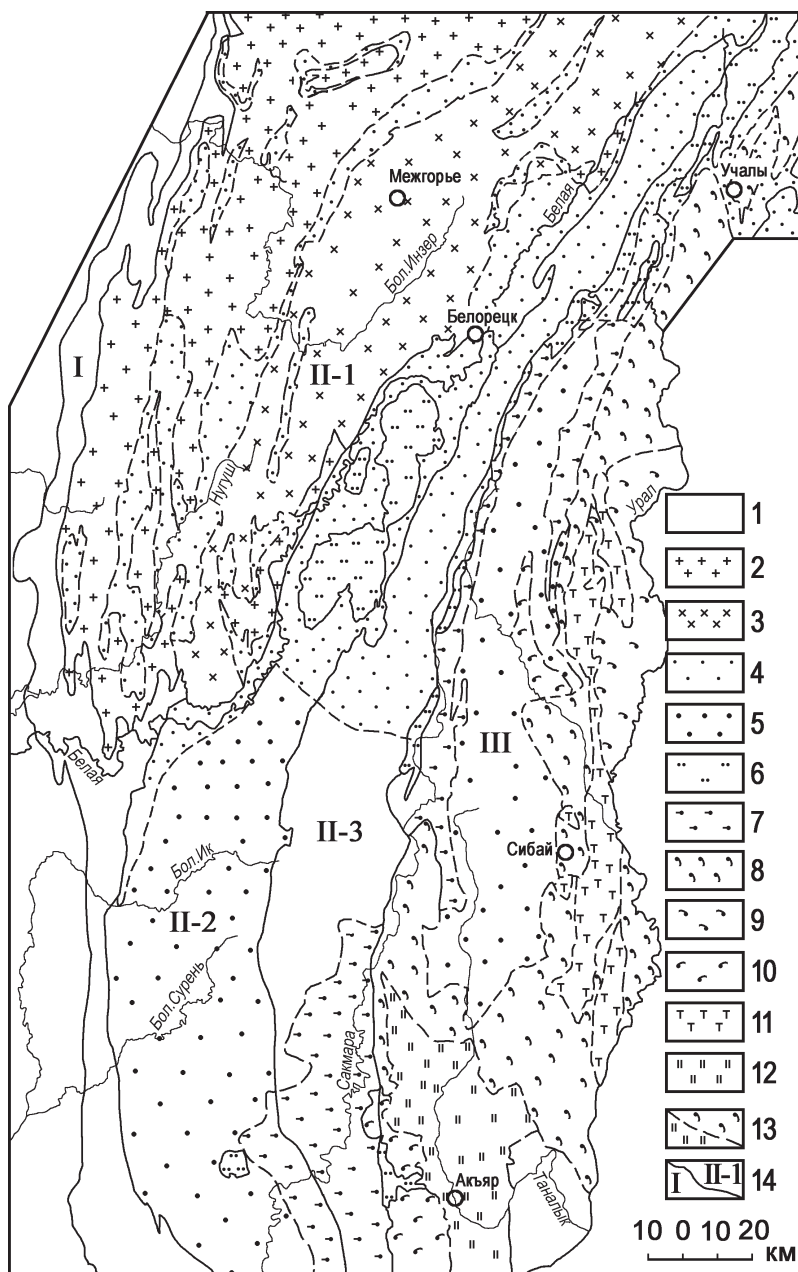 Межгорье
Учалы
Белая
Бол.Инзер
Белорецк
I
II-1
Нугуш
Урал
Белая
III
II-3
Сибай
Бол.Ик
II-2
Бол.Сурень
Сакмара
Акъяр
Таналык
1
2
3
4
5
6
7
8
9
10
11
12
13
I II-1 14
10 0 10 20
км